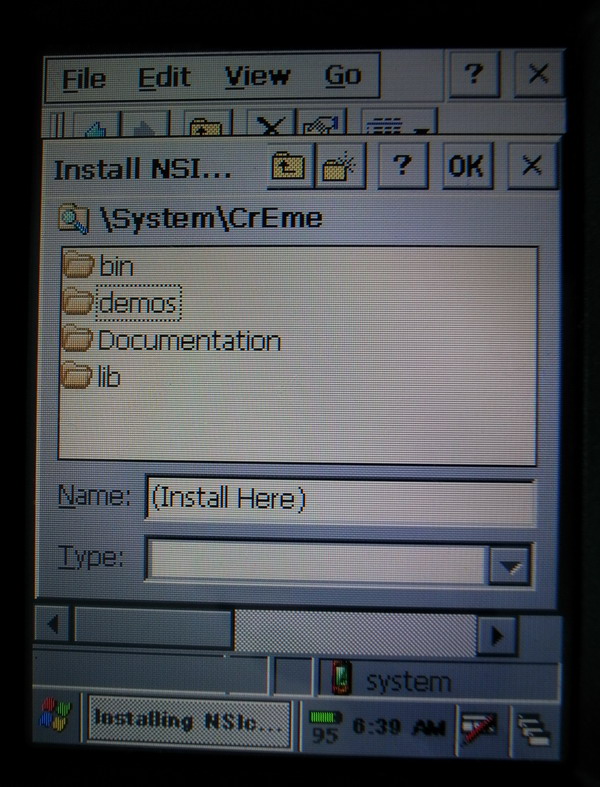 File Edit View Go ? ×
Install NSI... ? OK ×
\System\CrEme
bin
demos
Documentation
lib
Name: (Install Here)
Type:
system
Installing NSIc... 95 6:39 AM